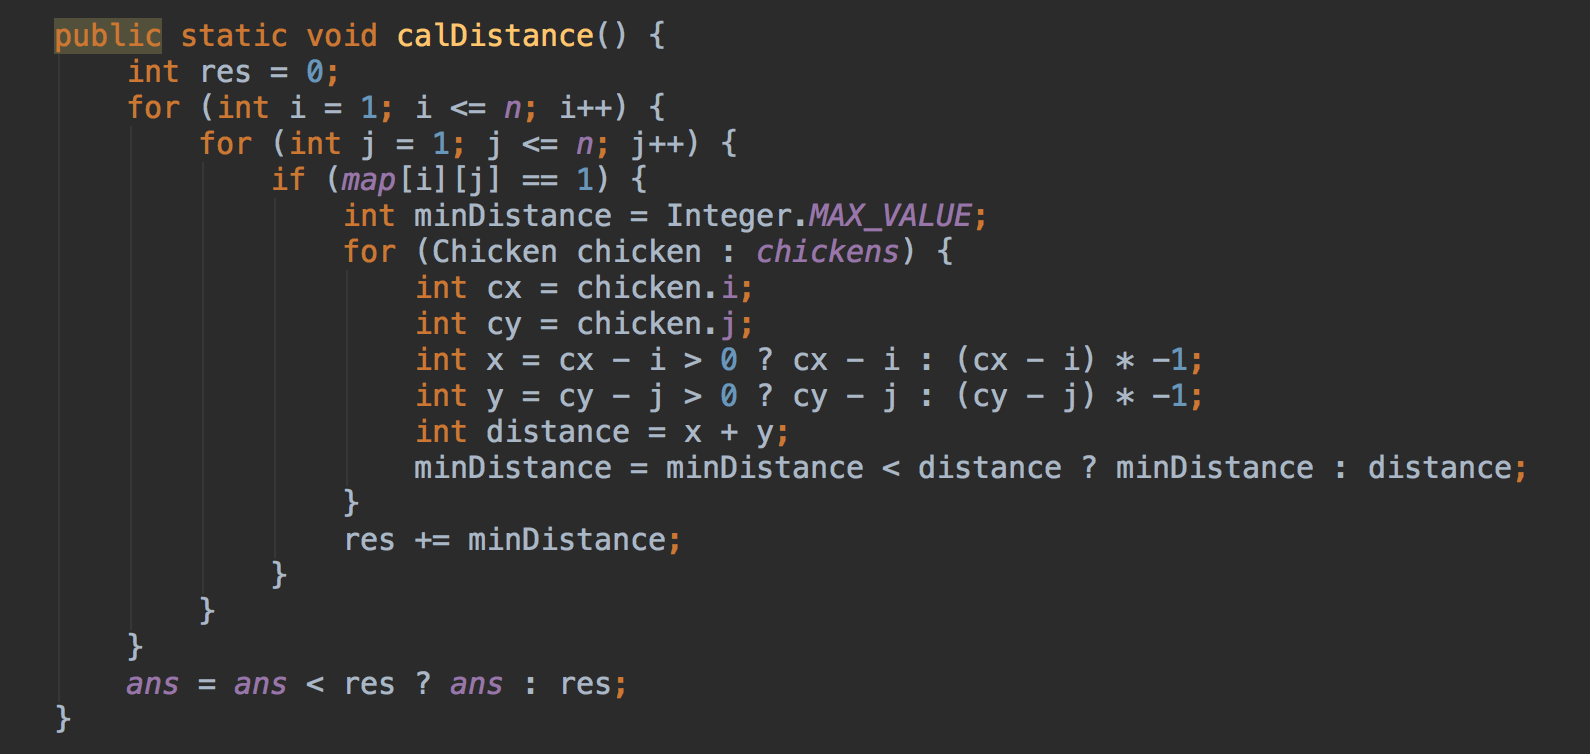 public static void calDistance() {
    int res = 0;
    for (int i = 1; i <= n; i++) {
        for (int j = 1; j <= n; j++) {
            if (map[i][j] == 1) {
                int minDistance = Integer.MAX_VALUE;
                for (Chicken chicken : chickens) {
                    int cx = chicken.i;
                    int cy = chicken.j;
                    int x = cx - i > 0 ? cx - i : (cx - i) * -1;
                    int y = cy - j > 0 ? cy - j : (cy - j) * -1;
                    int distance = x + y;
                    minDistance = minDistance < distance ? minDistance : distance;
                }
                res += minDistance;
            }
        }
    }
    ans = ans < res ? ans : res;
}